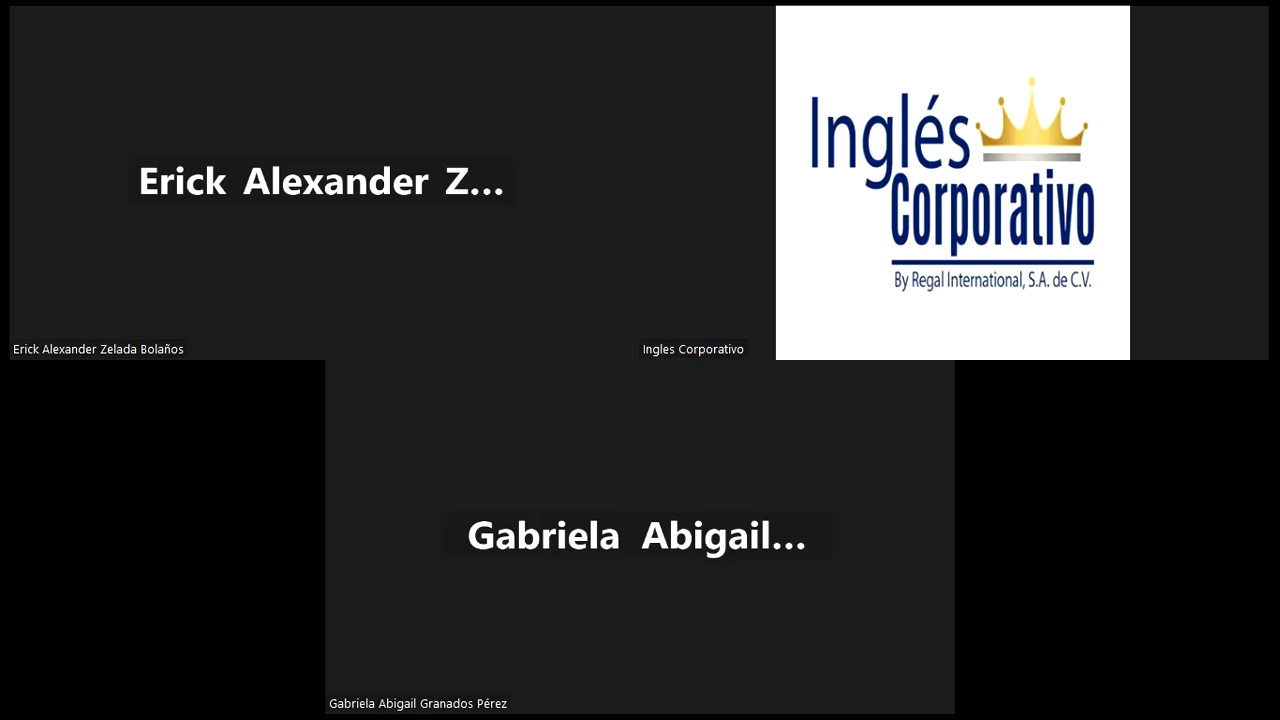 Erick Alexander Z...
Erick Alexander Zelada Bolaños
Inglés
Corporativo
By Regal International, S.A. de C.V.
Ingles Corporativo
Gabriela Abigail...
Gabriela Abigail Granados Pérez